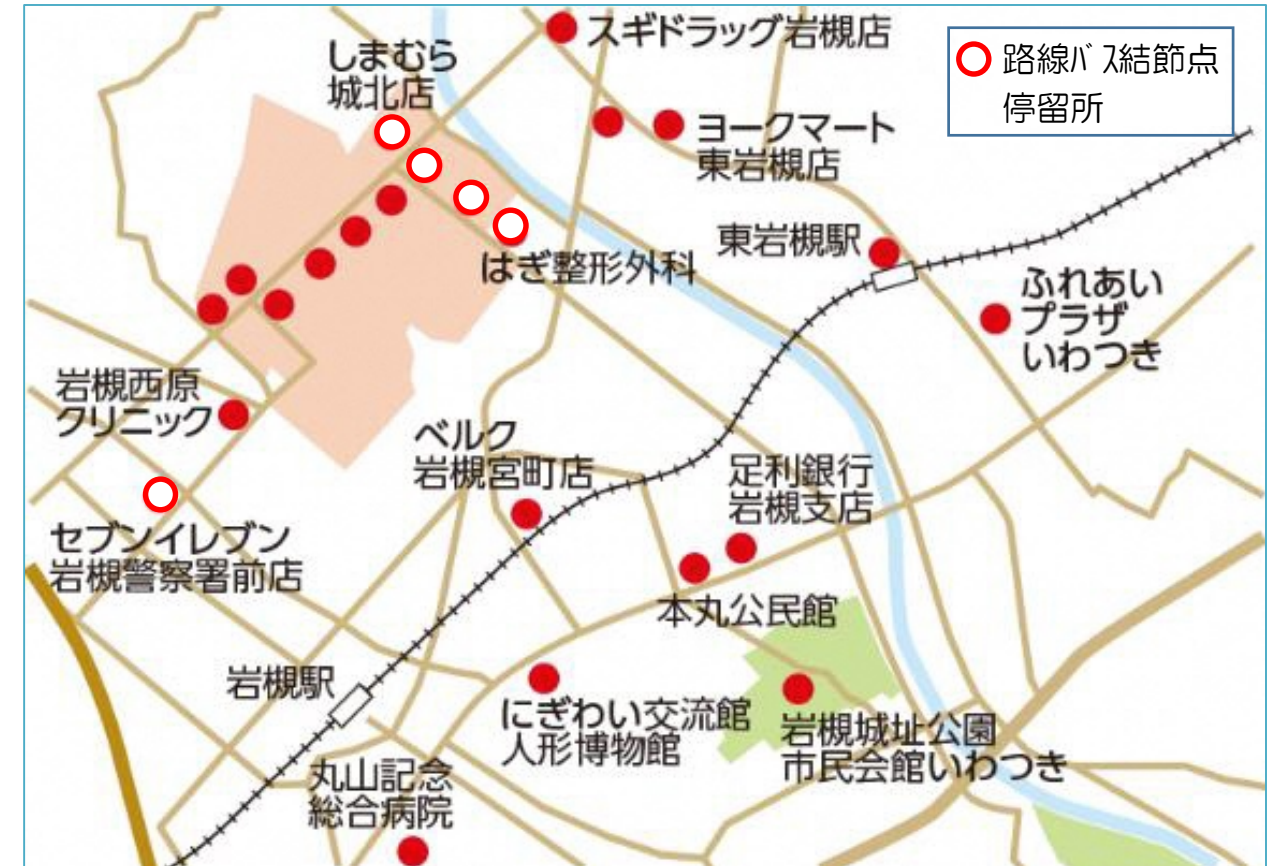 スギドラッグ岩槻店
しまむら
城北店
路線バス結節点
停留所
ヨークマート
東岩槻店
東岩槻駅
はぎ整形外科
ふれあい
プラザ
いわつき
岩槻西原
クリニック
ベルク
岩槻宮町店
足利銀行
岩槻支店
セブンイレブン
岩槻警察署前店
本丸公民館
岩槻駅
にぎわい交流館
人形博物館
岩槻城址公園
市民会館いわつき
丸山記念
総合病院